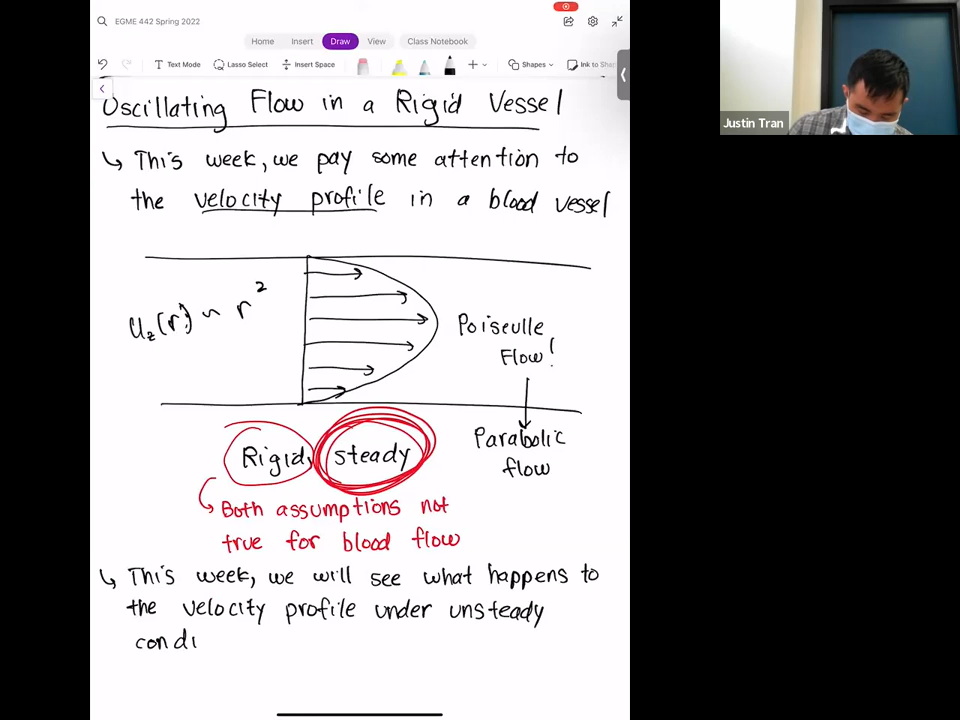 EGME 442 Spring 2022
Home Insert Draw View Class Notebook
Text Mode Lasso Select Insert Space Shapes Ink to Shap
Oscillating Flow in a Rigid Vessel
↳ This week, we pay some attention to
the velocity profile in a blood vessel
Uz(r) ~ r²
Poiseulle
Flow!
Parabolic
flow
Rigid, steady
↳ Both assumptions not
true for blood flow
↳ This week, we will see what happens to
the velocity profile under unsteady
condi
Justin Tran